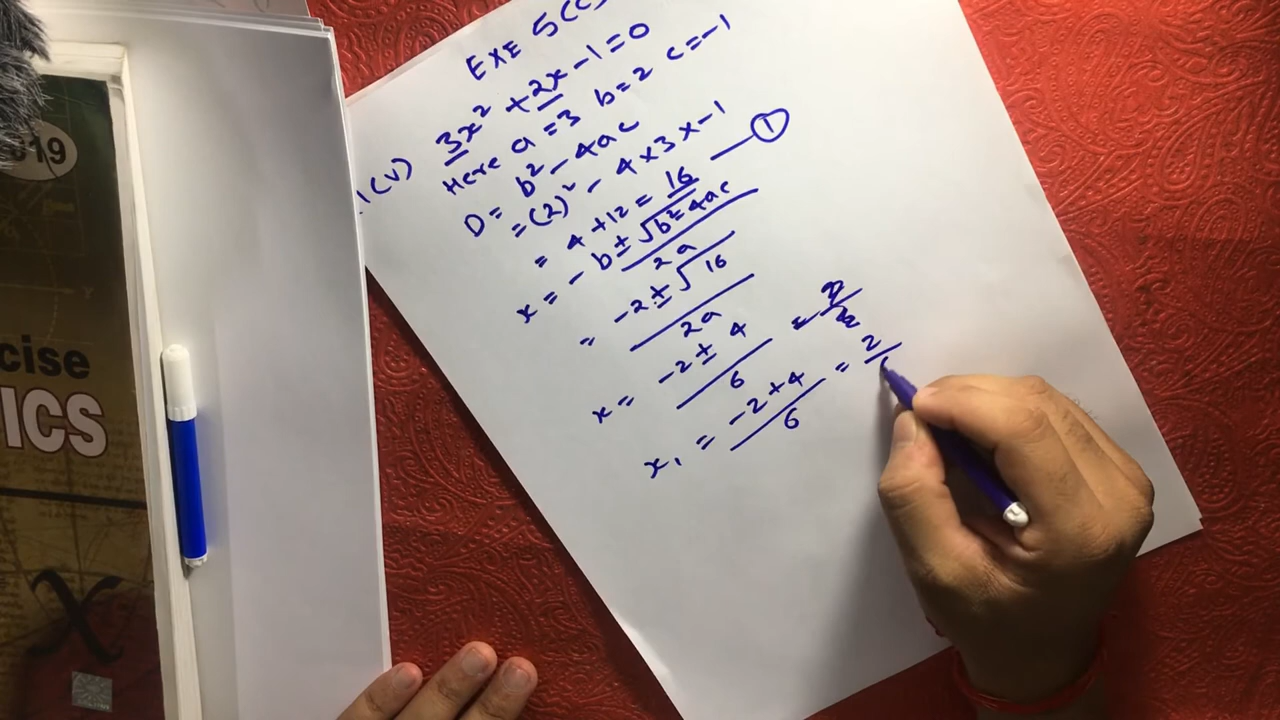 EXE 5(C)
1(v) 3x² + 2x - 1 = 0
Here a = 3 b = 2 c = -1
D = b² - 4ac
= (2)² - 4 × 3 × -1
= 4 + 12 = 16 — ①
x = -b ± √b² - 4ac / 2a
= -2 ± √16 / 2a
x = -2 ± 4 / 6 =
x₁ = -2 + 4 / 6 = 2 /
19
cise
ICS
X